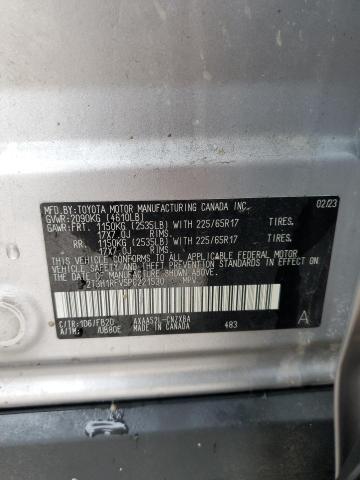 MFD.BY:TOYOTA MOTOR MANUFACTURING CANADA INC. 02/23
GVWR:2090KG (4610LB)
GAWR:FRT. 1150KG (2535LB) WITH 225/65R17 TIRES,
17X7.0J RIMS,
RR. 1150KG (2535LB) WITH 225/65R17 TIRES,
17X7.0J RIMS,
THIS VEHICLE CONFORMS TO ALL APPLICABLE FEDERAL MOTOR
VEHICLE SAFETY AND BUMPER STANDARDS IN EFFECT ON THE
DATE OF MANUFACTURE SHOWN ABOVE.
2T3H1RFV5PC221530 MPV
C/TR:1D6/FB20 AXAA52L-CNZXBA
A/TM: /UB80E MADE IN CANADA 483 A